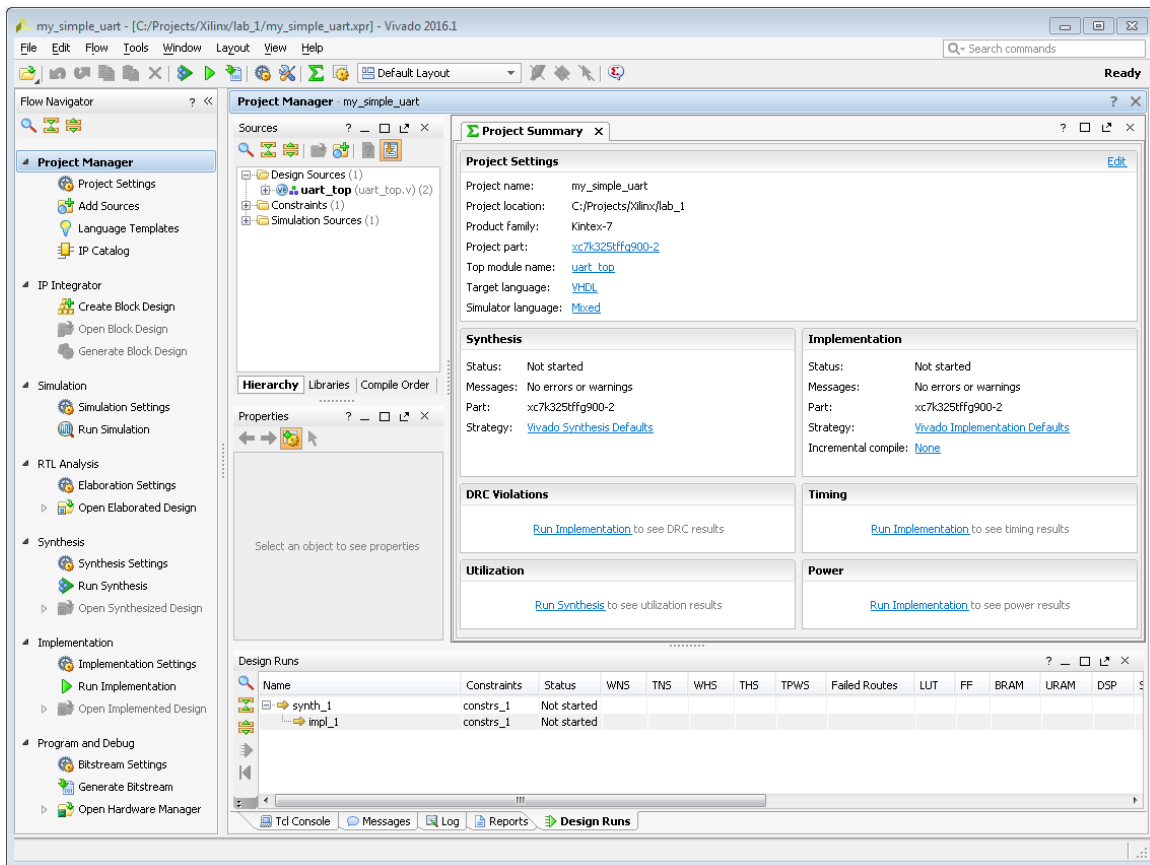 my_simple_uart - [C:/Projects/Xilinx/lab_1/my_simple_uart.xpr] - Vivado 2016.1
File Edit Flow Tools Window Layout View Help
Search commands
Default Layout
Ready
Flow Navigator
Project Manager
Project Settings
Add Sources
Language Templates
IP Catalog
IP Integrator
Create Block Design
Open Block Design
Generate Block Design
Simulation
Simulation Settings
Run Simulation
RTL Analysis
Elaboration Settings
Open Elaborated Design
Synthesis
Synthesis Settings
Run Synthesis
Open Synthesized Design
Implementation
Implementation Settings
Run Implementation
Open Implemented Design
Program and Debug
Bitstream Settings
Generate Bitstream
Open Hardware Manager
Project Manager - my_simple_uart
Sources
Design Sources (1)
uart_top (uart_top.v) (2)
Constraints (1)
Simulation Sources (1)
Hierarchy Libraries Compile Order
Properties
Select an object to see properties
Project Summary
Project Settings Edit
Project name: my_simple_uart
Project location: C:/Projects/Xilinx/lab_1
Product family: Kintex-7
Project part: xc7k325tffg900-2
Top module name: uart_top
Target language: VHDL
Simulator language: Mixed
Synthesis
Status: Not started
Messages: No errors or warnings
Part: xc7k325tffg900-2
Strategy: Vivado Synthesis Defaults
Implementation
Status: Not started
Messages: No errors or warnings
Part: xc7k325tffg900-2
Strategy: Vivado Implementation Defaults
Incremental compile: None
DRC Violations
Run Implementation to see DRC results
Timing
Run Implementation to see timing results
Utilization
Run Synthesis to see utilization results
Power
Run Implementation to see power results
Design Runs
Name Constraints Status WNS TNS WHS THS TPWS Failed Routes LUT FF BRAM URAM DSP
synth_1 constrs_1 Not started
impl_1 constrs_1 Not started
Tcl Console Messages Log Reports Design Runs